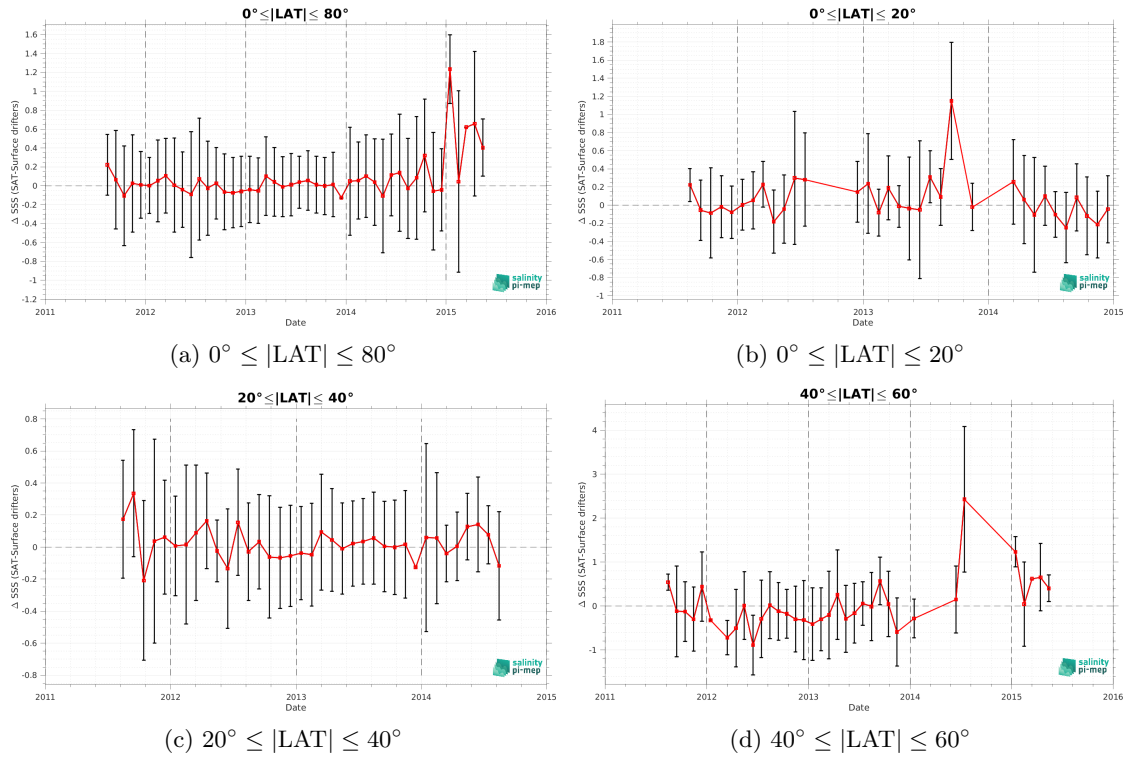 0°≤|LAT|≤ 80°
Δ SSS (SAT-Surface drifters)
1.6
1.4
1.2
1
0.8
0.6
0.4
0.2
0
-0.2
-0.4
-0.6
-0.8
-1
-1.2
salinity
pi-mep
2011 2012 2013 2014 2015 2016
Date
(a) 0° ≤ |LAT| ≤ 80°
0°≤|LAT|≤ 20°
Δ SSS (SAT-Surface drifters)
1.8
1.6
1.4
1.2
1
0.8
0.6
0.4
0.2
0
-0.2
-0.4
-0.6
-0.8
-1
salinity
pi-mep
2011 2012 2013 2014 2015
Date
(b) 0° ≤ |LAT| ≤ 20°
20°≤|LAT|≤ 40°
Δ SSS (SAT-Surface drifters)
0.8
0.6
0.4
0.2
0
-0.2
-0.4
-0.6
-0.8
salinity
pi-mep
2011 2012 2013 2014 2015
Date
(c) 20° ≤ |LAT| ≤ 40°
40°≤|LAT|≤ 60°
Δ SSS (SAT-Surface drifters)
4
3
2
1
0
-1
salinity
pi-mep
2011 2012 2013 2014 2015 2016
Date
(d) 40° ≤ |LAT| ≤ 60°